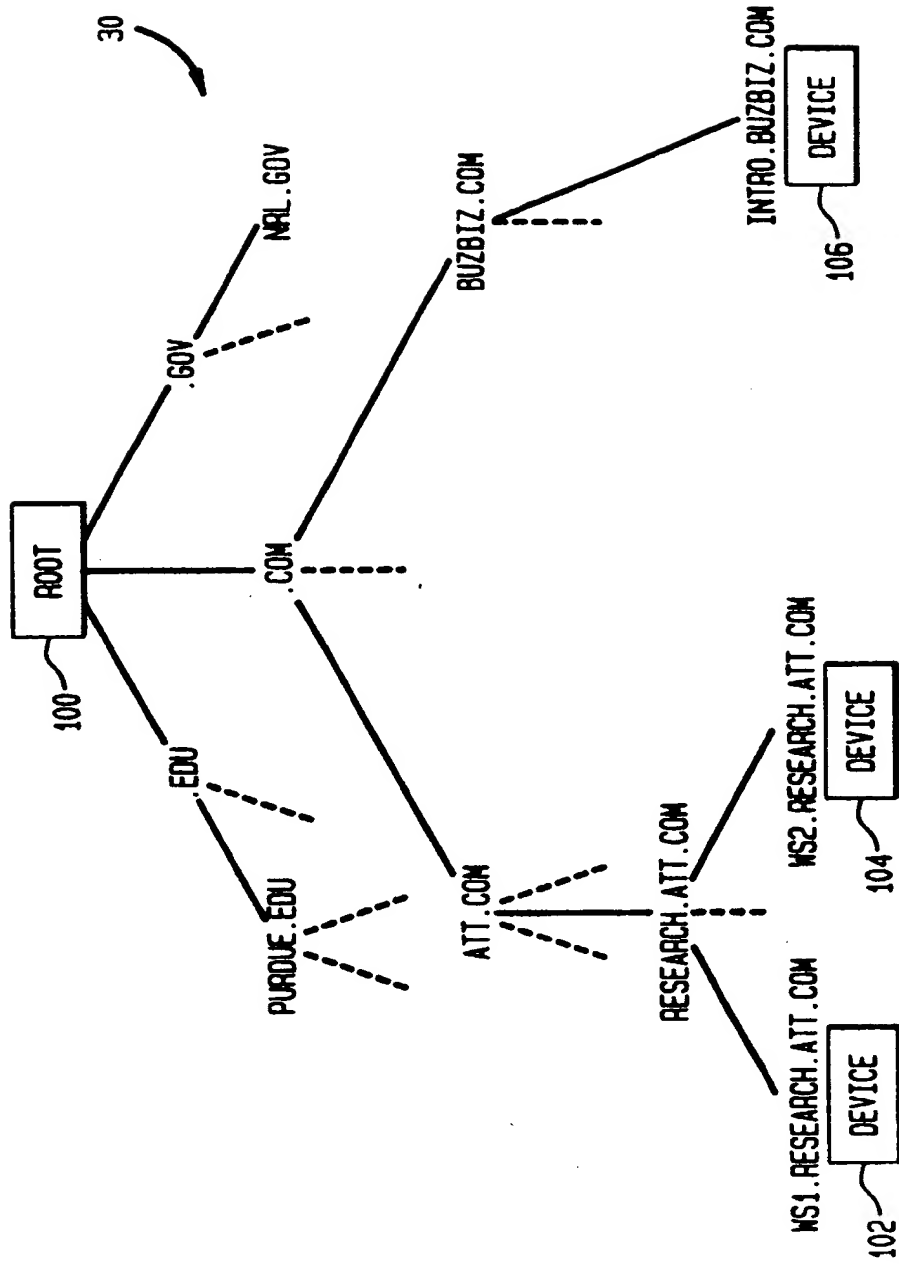 30
ROOT
100
.EDU
.GOV
PURDUE.EDU
.COM
NRL.GOV
ATT.COM
BUZBIZ.COM
RESEARCH.ATT.COM
WS1.RESEARCH.ATT.COM
DEVICE
102
WS2.RESEARCH.ATT.COM
DEVICE
104
INTRO.BUZBIZ.COM
DEVICE
106